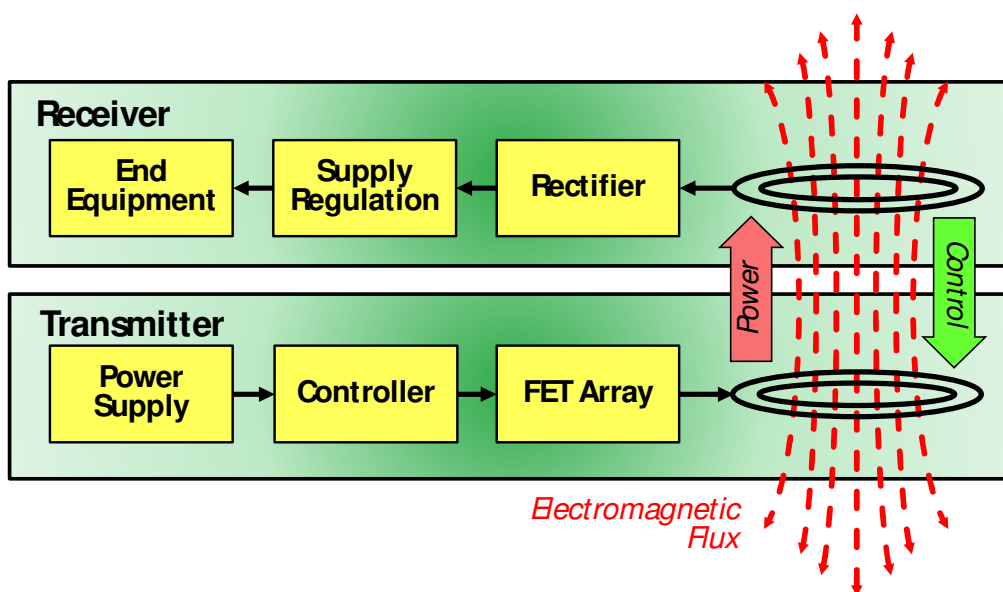 Receiver
End
Equipment
Supply
Regulation
Rectifier
Power
Control
Transmitter
Power
Supply
Controller
FET Array
Electromagnetic
Flux